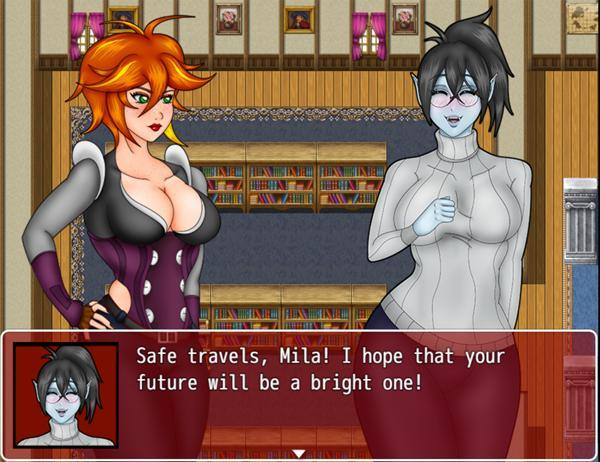 Safe travels, Mila! I hope that your
future will be a bright one!